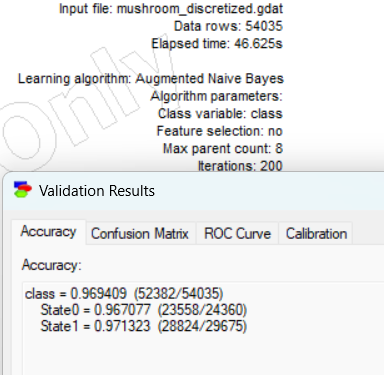 Input file: mushroom_discretized.gdat
Data rows: 54035
Elapsed time: 46.625s
Learning algorithm: Augmented Naive Bayes
Algorithm parameters:
Class variable: class
Feature selection: no
Max parent count: 8
Iterations: 200
only
Validation Results
Accuracy Confusion Matrix ROC Curve Calibration
Accuracy:
class = 0.969409 (52382/54035)
State0 = 0.967077 (23558/24360)
State1 = 0.971323 (28824/29675)